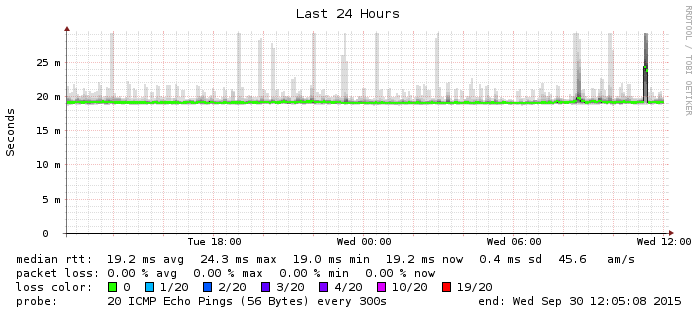 Last 24 Hours
RRDTOOL / TOBI OETIKER
Seconds
25 m
20 m
15 m
10 m
5 m
0
Tue 18:00 Wed 00:00 Wed 06:00 Wed 12:00
median rtt: 19.2 ms avg 24.3 ms max 19.0 ms min 19.2 ms now 0.4 ms sd 45.6 am/s
packet loss: 0.00 % avg 0.00 % max 0.00 % min 0.00 % now
loss color: 0 1/20 2/20 3/20 4/20 10/20 19/20
probe: 20 ICMP Echo Pings (56 Bytes) every 300s end: Wed Sep 30 12:05:08 2015